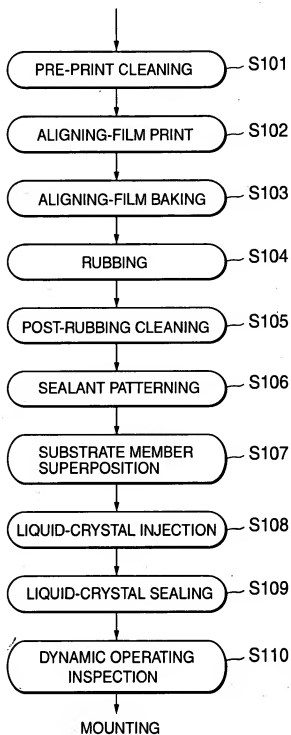 PRE-PRINT CLEANING S101
ALIGNING-FILM PRINT S102
ALIGNING-FILM BAKING S103
RUBBING S104
POST-RUBBING CLEANING S105
SEALANT PATTERNING S106
SUBSTRATE MEMBER S107
SUPERPOSITION
LIQUID-CRYSTAL INJECTION S108
LIQUID-CRYSTAL SEALING S109
DYNAMIC OPERATING S110
INSPECTION
MOUNTING